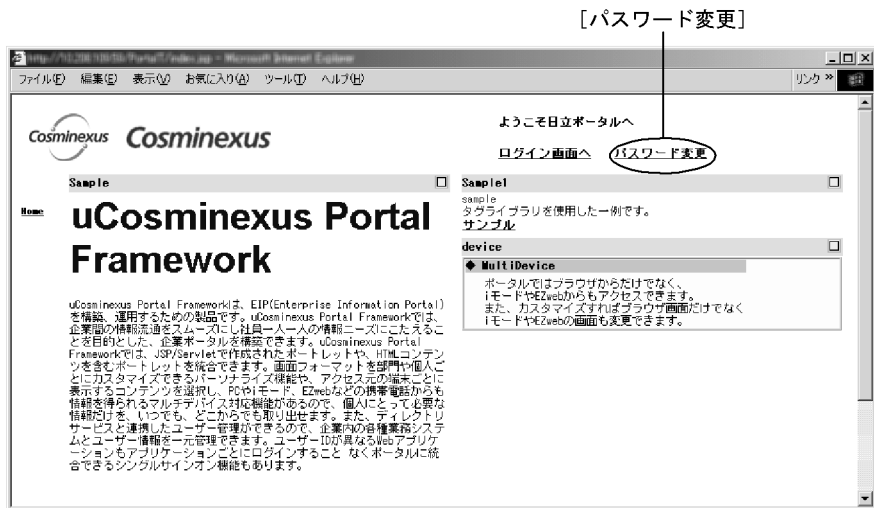 [パスワード変更]
Microsoft Internet Explorer
ファイル(F) 編集(E) 表示(V) お気に入り(A) ツール(T) ヘルプ(H) リンク »
Cosminexus Cosminexus
ようこそ日立ポータルへ
ログイン画面へ パスワード変更
Home
Sample
uCosminexus Portal
Framework
uCosminexus Portal Frameworkは、EIP(Enterprise Information Portal)
を構築、運用するための製品です。uCosminexus Portal Frameworkでは、
企業間の情報流通をスムーズにし社員一人一人の情報ニーズにこたえるこ
とを目的とした、企業ポータルを構築できます。uCosminexus Portal
Frameworkでは、JSP/Servletで作成されたポートレットや、HTMLコンテン
ツを含むポートレットを統合できます。画面フォーマットを部門や個人ご
とにカスタマイズできるパーソナライズ機能や、アクセス元の端末ごとに
表示するコンテンツを選択し、PCやiモード、EZwebなどの携帯電話からも
情報を得られるマルチデバイス対応機能があるので、個人にとって必要な
情報だけを、いつでも、どこからでも取り出せます。また、ディレクトリ
サービスと連携したユーザー管理ができるので、企業内の各種業務システ
ムとユーザー情報を一元管理できます。ユーザーIDが異なるWebアプリケ
ーションもアプリケーションごとにログインすること なくポータルに統
合できるシングルサインオン機能もあります。
Sample1
sample
タグライブラリを使用した一例です。
サンプル
device
◆ MultiDevice
ポータルではブラウザからだけでなく、
iモードやEZwebからもアクセスできます。
また、カスタマイズすればブラウザ画面だけでなく
iモードやEZwebの画面も変更できます。